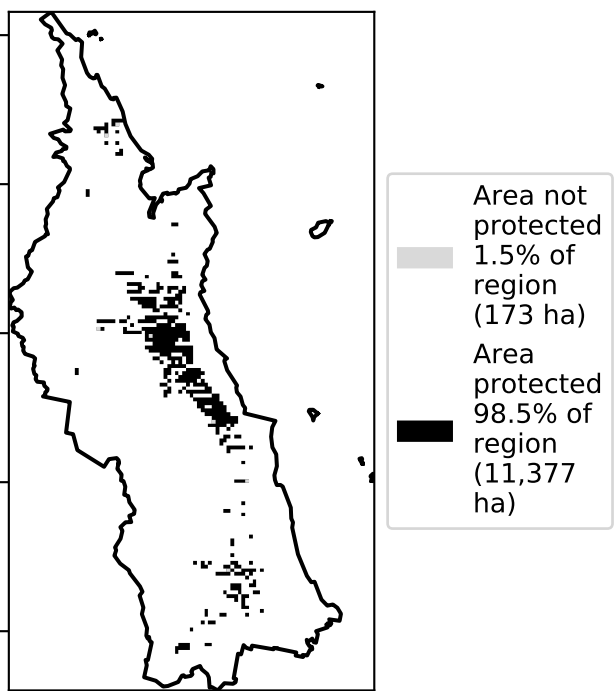 Area not
protected
1.5% of
region
(173 ha)
Area
protected
98.5% of
region
(11,377
ha)